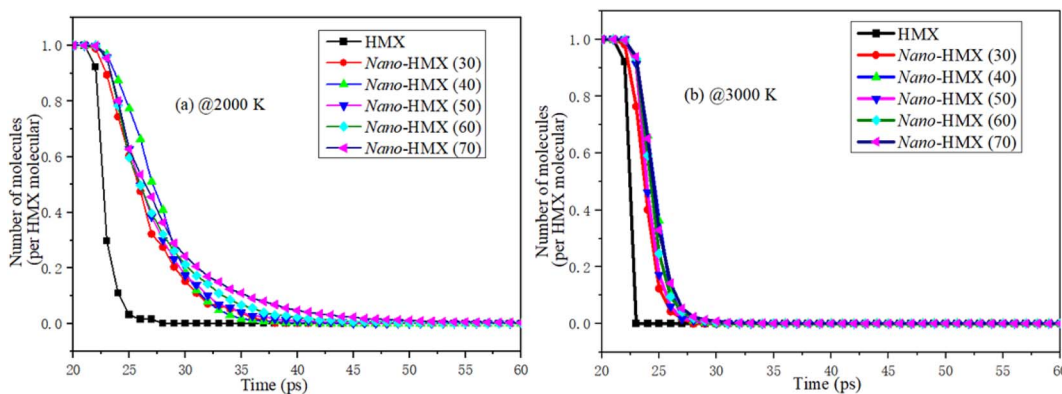 Number of molecules
(per HMX molecular)
1.0
0.8
0.6
0.4
0.2
0.0
(a) @2000 K
HMX
Nano-HMX (30)
Nano-HMX (40)
Nano-HMX (50)
Nano-HMX (60)
Nano-HMX (70)
20 25 30 35 40 45 50 55 60
Time (ps)
Number of molecules
(per HMX molecular)
1.0
0.8
0.6
0.4
0.2
0.0
(b) @3000 K
HMX
Nano-HMX (30)
Nano-HMX (40)
Nano-HMX (50)
Nano-HMX (60)
Nano-HMX (70)
20 25 30 35 40 45 50 55 60
Time (ps)